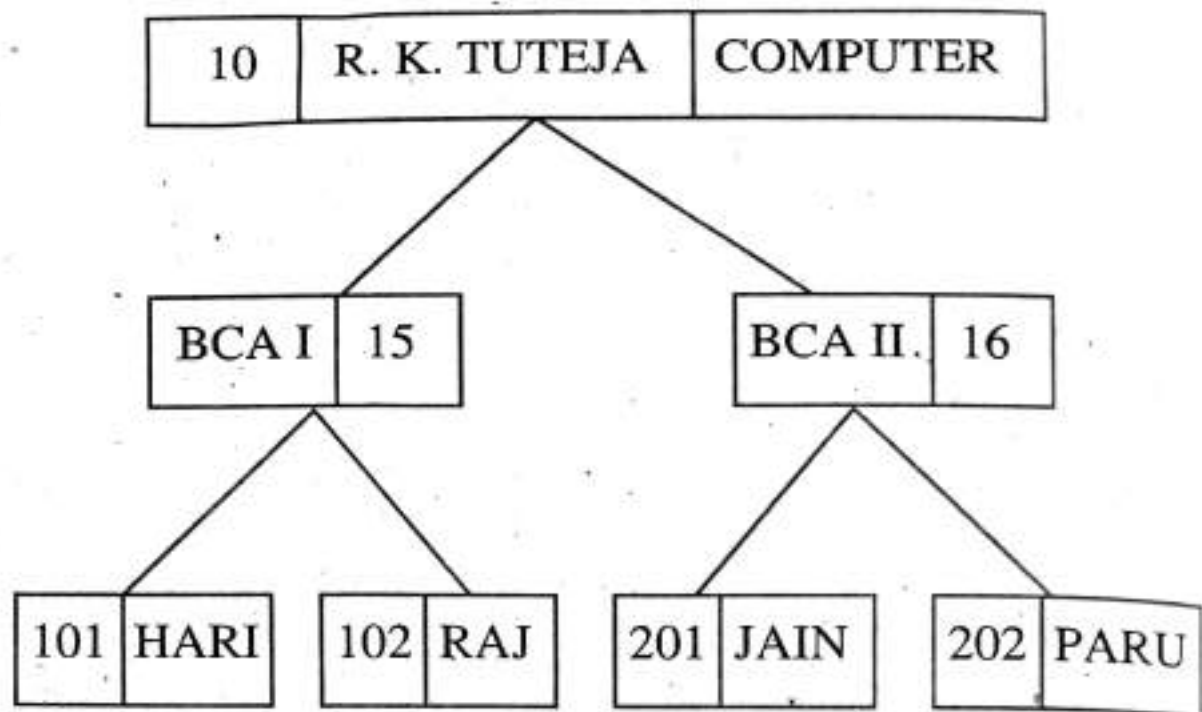 10 R. K. TUTEJA COMPUTER
BCA I 15 BCA II. 16
101 HARI 102 RAJ 201 JAIN 202 PARU